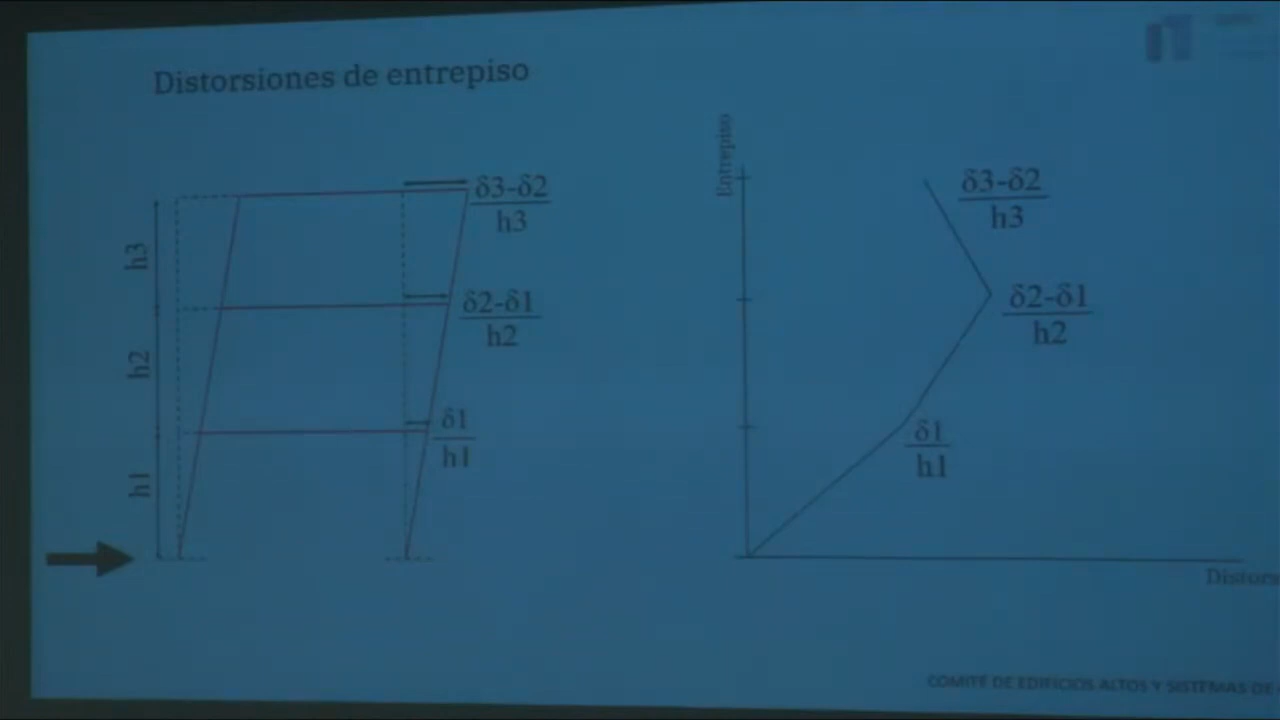 Distorsiones de entrepiso
h3
h2
h1
δ3-δ2
h3
δ2-δ1
h2
δ1
h1
Entrepiso
δ3-δ2
h3
δ2-δ1
h2
δ1
h1
Distors
COMITÉ DE EDIFICIOS ALTOS Y SISTEMAS DE